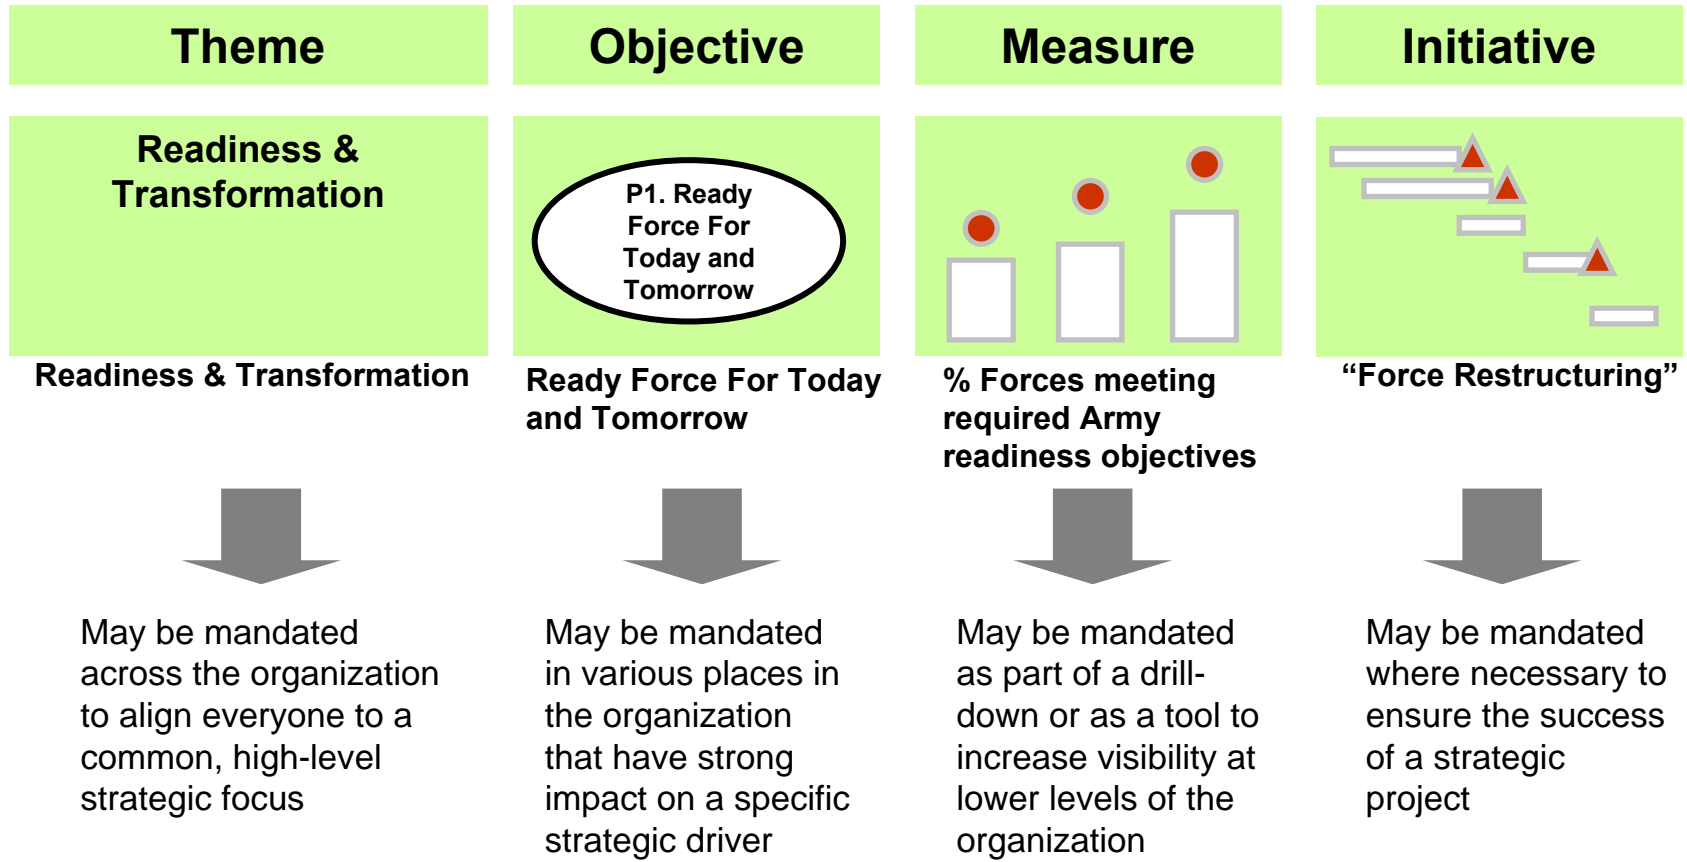 Theme
Objective
Measure
Initiative
Readiness &
Transformation
P1. Ready
Force For
Today and
Tomorrow
Readiness & Transformation
Ready Force For Today
and Tomorrow
% Forces meeting
required Army
readiness objectives
“Force Restructuring”
May be mandated
across the organization
to align everyone to a
common, high-level
strategic focus
May be mandated
in various places in
the organization
that have strong
impact on a specific
strategic driver
May be mandated
as part of a drill-
down or as a tool to
increase visibility at
lower levels of the
organization
May be mandated
where necessary to
ensure the success
of a strategic
project